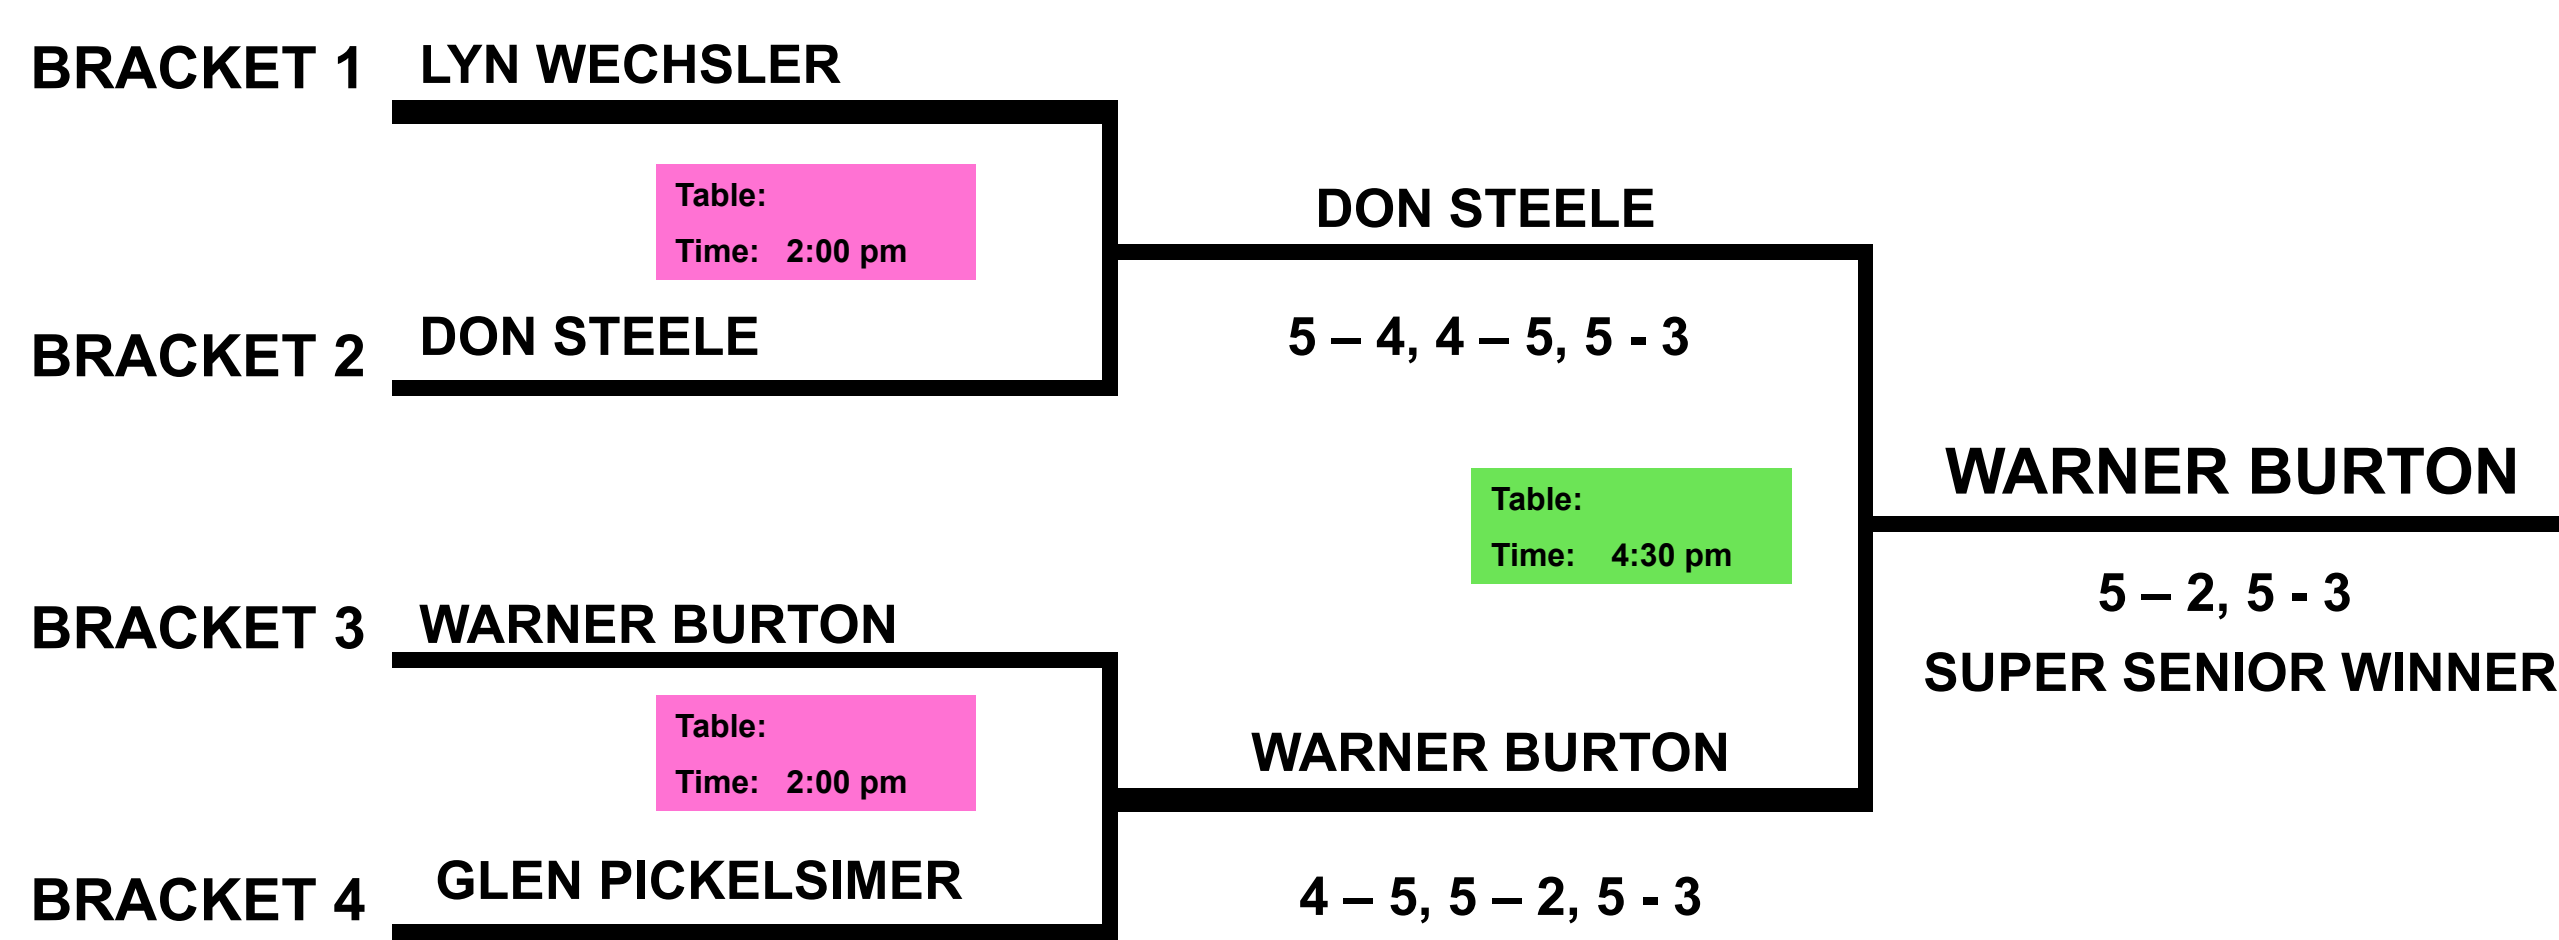 BRACKET 1
LYN WECHSLER
Table:
Time: 2:00 pm
BRACKET 2
DON STEELE
DON STEELE
5 – 4, 4 – 5, 5 - 3
Table:
Time: 4:30 pm
BRACKET 3
WARNER BURTON
Table:
Time: 2:00 pm
BRACKET 4
GLEN PICKELSIMER
WARNER BURTON
4 – 5, 5 – 2, 5 - 3
WARNER BURTON
5 – 2, 5 - 3
SUPER SENIOR WINNER